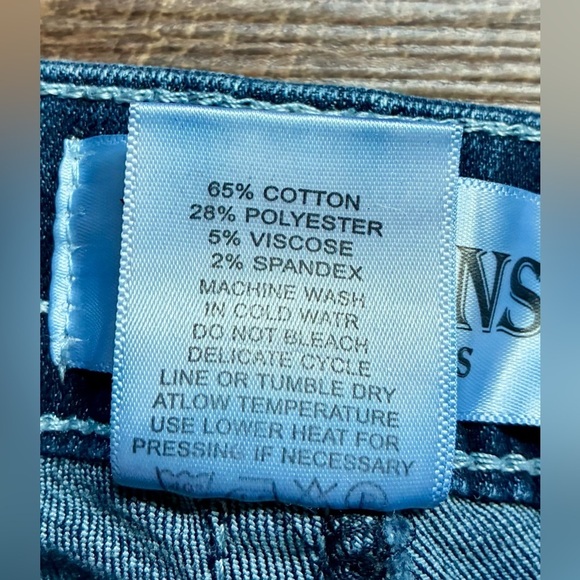 65% COTTON
28% POLYESTER
5% VISCOSE
2% SPANDEX
MACHINE WASH
IN COLD WATR
DO NOT BLEACH
DELICATE CYCLE
LINE OR TUMBLE DRY
ATLOW TEMPERATURE
USE LOWER HEAT FOR
PRESSING IF NECESSARY
NS
S